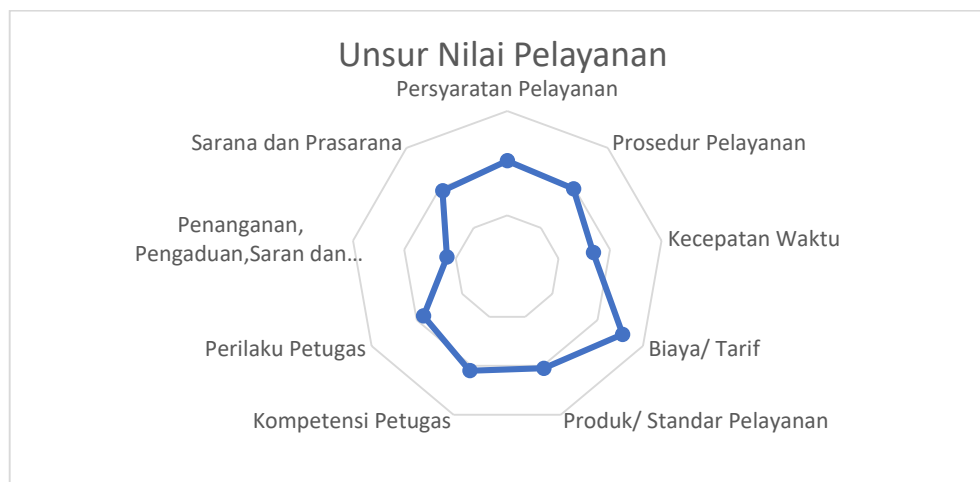 Unsur Nilai Pelayanan
Persyaratan Pelayanan
Prosedur Pelayanan
Kecepatan Waktu
Biaya/ Tarif
Produk/ Standar Pelayanan
Kompetensi Petugas
Perilaku Petugas
Penanganan,
Pengaduan,Saran dan…
Sarana dan Prasarana